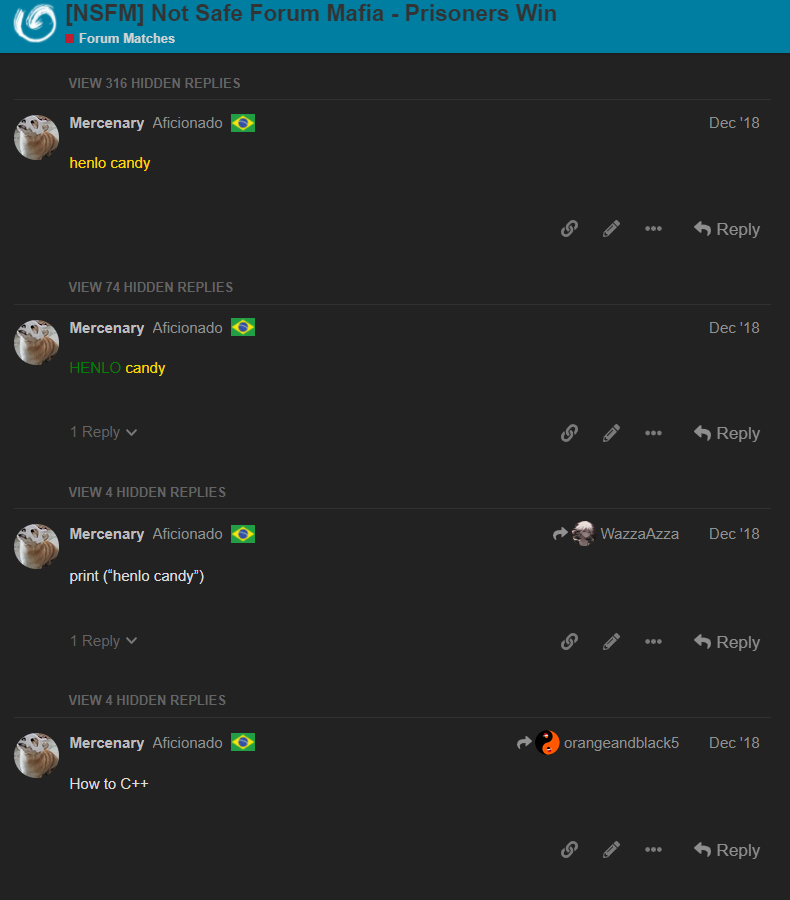 [NSFM] Not Safe Forum Mafia - Prisoners Win
Forum Matches
VIEW 316 HIDDEN REPLIES
Mercenary Aficionado Dec '18
henlo candy
Reply
VIEW 74 HIDDEN REPLIES
Mercenary Aficionado Dec '18
HENLO candy
1 Reply Reply
VIEW 4 HIDDEN REPLIES
Mercenary Aficionado WazzaAzza Dec '18
print (“henlo candy”)
1 Reply Reply
VIEW 4 HIDDEN REPLIES
Mercenary Aficionado orangeandblack5 Dec '18
How to C++
Reply